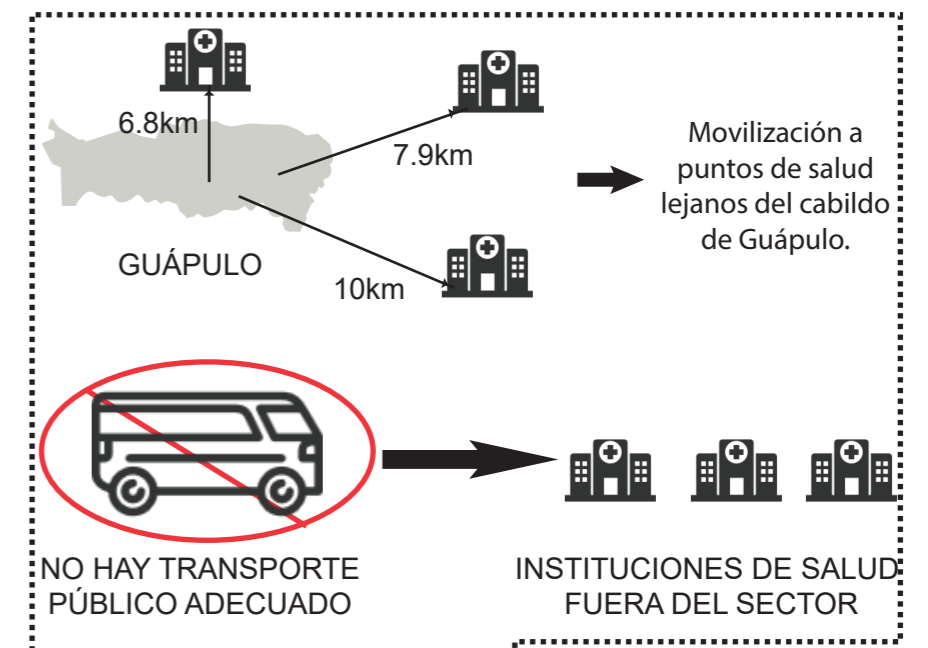 6.8km
7.9km
10km
GUÁPULO
Movilización a
puntos de salud
lejanos del cabildo
de Guápulo.
NO HAY TRANSPORTE
PÚBLICO ADECUADO
INSTITUCIONES DE SALUD
FUERA DEL SECTOR